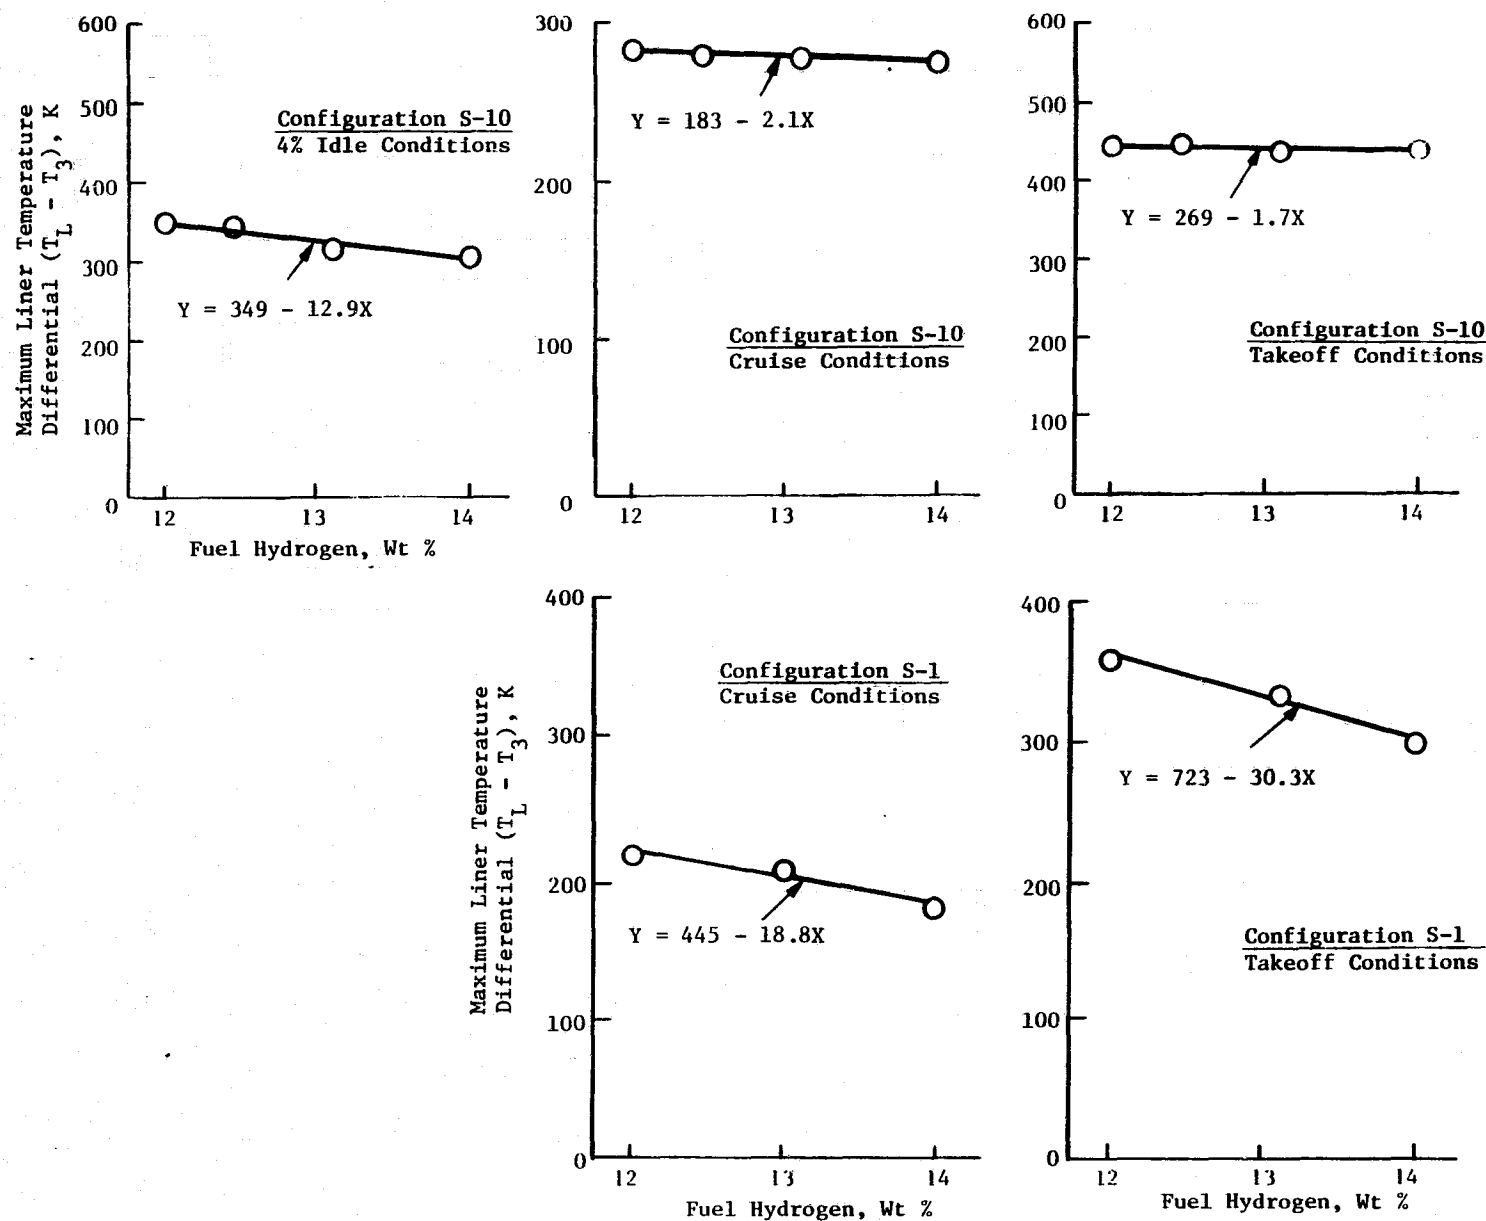 600
500
400
300
200
100
0
12
13
14
Maximum Liner Temperature
Differential (T_L - T_3), K
Configuration S-10
4% Idle Conditions
Y = 349 - 12.9X
Fuel Hydrogen, Wt %
300
200
100
0
12
13
14
Y = 183 - 2.1X
Configuration S-10
Cruise Conditions
600
500
400
300
200
100
0
12
13
14
Y = 269 - 1.7X
Configuration S-10
Takeoff Conditions
400
300
200
100
0
12
13
14
Maximum Liner Temperature
Differential (T_L - T_3), K
Configuration S-1
Cruise Conditions
Y = 445 - 18.8X
Fuel Hydrogen, Wt %
400
300
200
100
0
12
13
14
Y = 723 - 30.3X
Configuration S-1
Takeoff Conditions
Fuel Hydrogen, Wt %